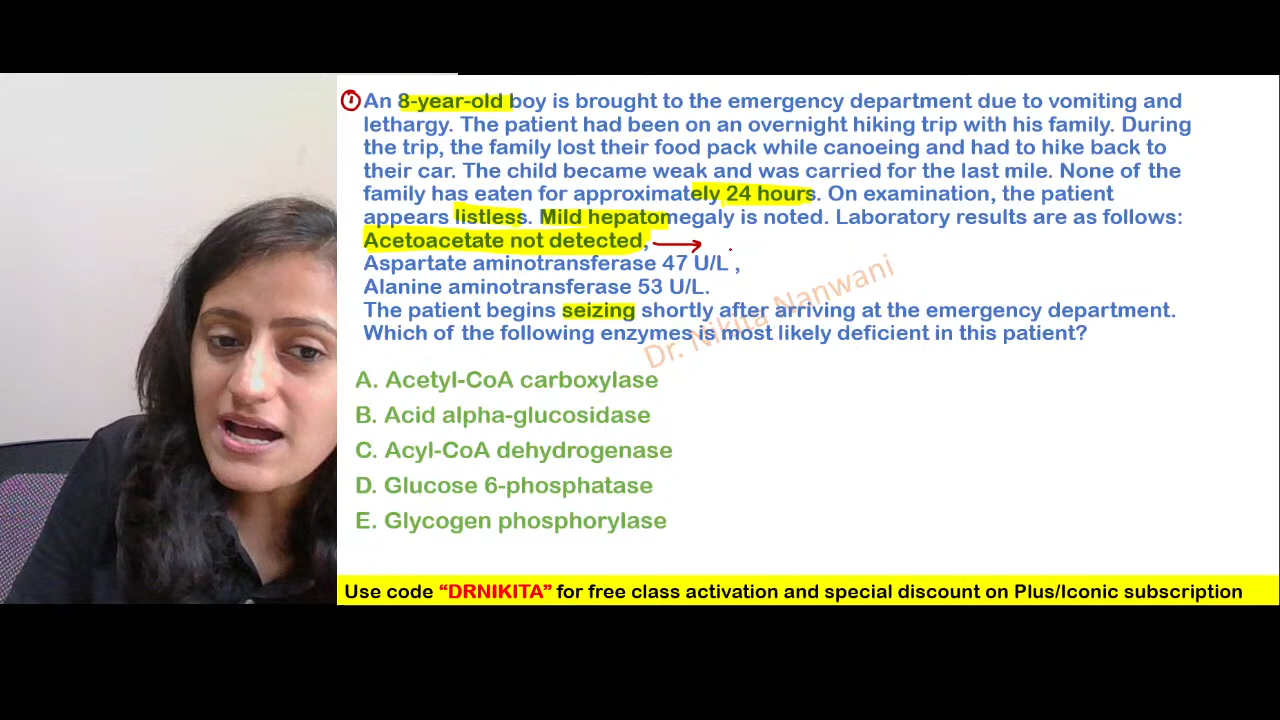 1 An 8-year-old boy is brought to the emergency department due to vomiting and
lethargy. The patient had been on an overnight hiking trip with his family. During
the trip, the family lost their food pack while canoeing and had to hike back to
their car. The child became weak and was carried for the last mile. None of the
family has eaten for approximately 24 hours. On examination, the patient
appears listless. Mild hepatomegaly is noted. Laboratory results are as follows:
Acetoacetate not detected,
Aspartate aminotransferase 47 U/L ,
Alanine aminotransferase 53 U/L.
The patient begins seizing shortly after arriving at the emergency department.
Which of the following enzymes is most likely deficient in this patient?
Dr. Nikita Nanwani
A. Acetyl-CoA carboxylase
B. Acid alpha-glucosidase
C. Acyl-CoA dehydrogenase
D. Glucose 6-phosphatase
E. Glycogen phosphorylase
Use code “DRNIKITA” for free class activation and special discount on Plus/Iconic subscription